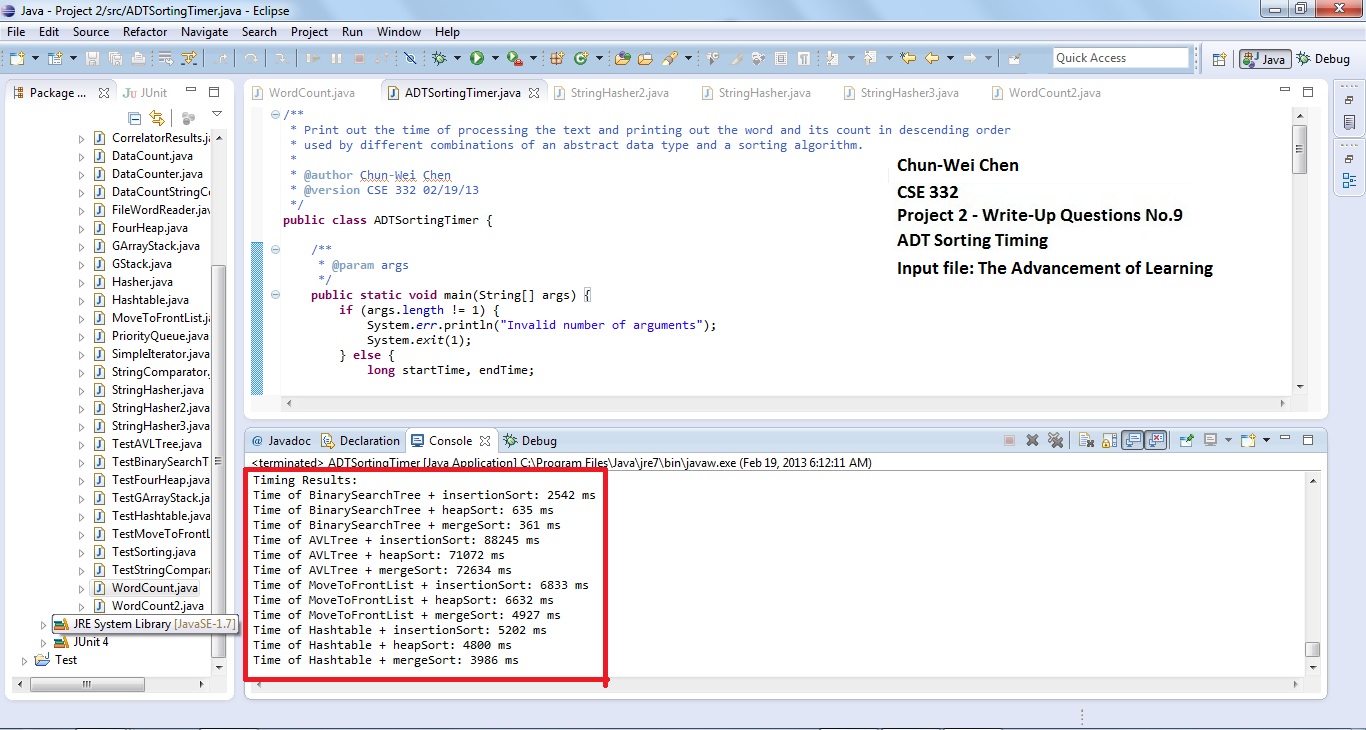 Java - Project 2/src/ADTSortingTimer.java - Eclipse
File Edit Source Refactor Navigate Search Project Run Window Help
Quick Access
Java
Debug
Package ...
JUnit
CorrelatorResults.ja
DataCount.java
DataCounter.java
DataCountStringCo
FileWordReader.jav
FourHeap.java
GArrayStack.java
GStack.java
Hasher.java
Hashtable.java
MoveToFrontList.ja
PriorityQueue.java
SimpleIterator.java
StringComparator.
StringHasher.java
StringHasher2.java
StringHasher3.java
TestAVLTree.java
TestBinarySearchT
TestFourHeap.java
TestGArrayStack.ja
TestHashtable.java
TestMoveToFrontL
TestSorting.java
TestStringCompara
WordCount.java
WordCount2.java
JRE System Library [JavaSE-1.7]
JUnit 4
Test
WordCount.java ADTSortingTimer.java StringHasher2.java StringHasher.java StringHasher3.java WordCount2.java
/**
* Print out the time of processing the text and printing out the word and its count in descending order
* used by different combinations of an abstract data type and a sorting algorithm.
*
* @author Chun-Wei Chen
* @version CSE 332 02/19/13
*/
public class ADTSortingTimer {
/**
* @param args
*/
public static void main(String[] args) {
if (args.length != 1) {
System.err.println("Invalid number of arguments");
System.exit(1);
} else {
long startTime, endTime;
Chun-Wei Chen
CSE 332
Project 2 - Write-Up Questions No.9
ADT Sorting Timing
Input file: The Advancement of Learning
@ Javadoc Declaration Console Debug
<terminated> ADTSortingTimer [Java Application] C:\Program Files\Java\jre7\bin\javaw.exe (Feb 19, 2013 6:12:11 AM)
Timing Results:
Time of BinarySearchTree + insertionSort: 2542 ms
Time of BinarySearchTree + heapSort: 635 ms
Time of BinarySearchTree + mergeSort: 361 ms
Time of AVLTree + insertionSort: 88245 ms
Time of AVLTree + heapSort: 71072 ms
Time of AVLTree + mergeSort: 72634 ms
Time of MoveToFrontList + insertionSort: 6833 ms
Time of MoveToFrontList + heapSort: 6632 ms
Time of MoveToFrontList + mergeSort: 4927 ms
Time of Hashtable + insertionSort: 5202 ms
Time of Hashtable + heapSort: 4800 ms
Time of Hashtable + mergeSort: 3986 ms